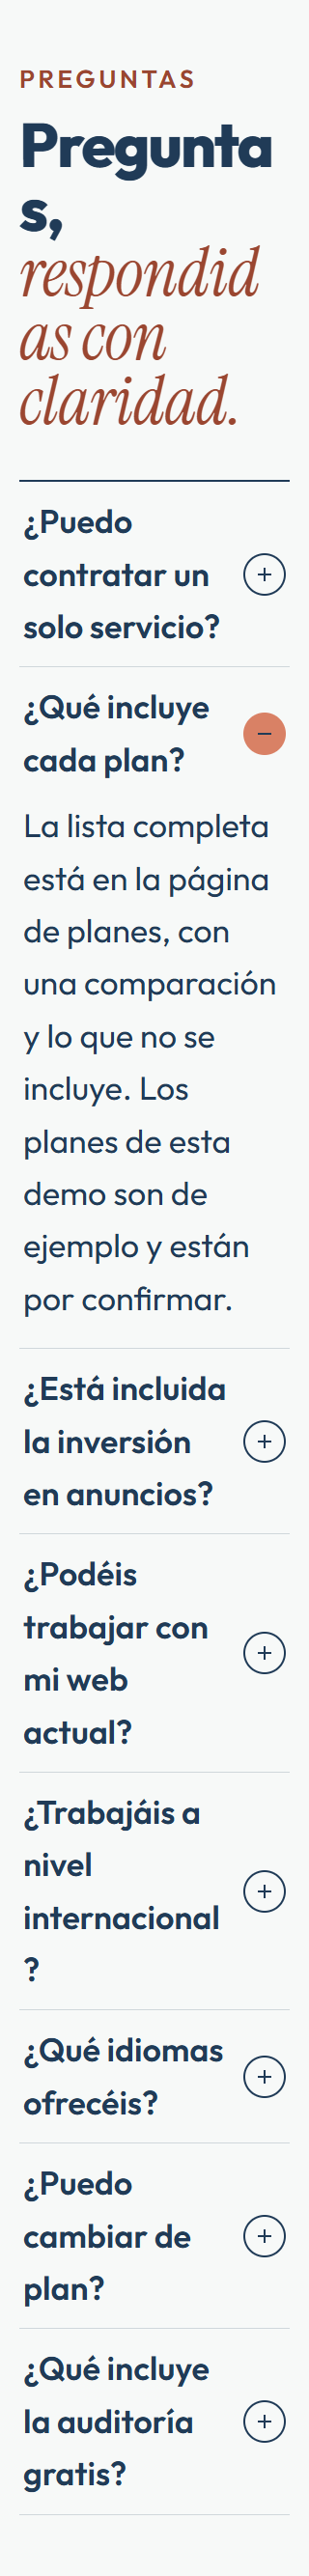 PREGUNTAS
Pregunta
s,
respondid
as con
claridad.
¿Puedo
contratar un
solo servicio?
¿Qué incluye
cada plan?
La lista completa
está en la página
de planes, con
una comparación
y lo que no se
incluye. Los
planes de esta
demo son de
ejemplo y están
por confirmar.
¿Está incluida
la inversión
en anuncios?
¿Podéis
trabajar con
mi web
actual?
¿Trabajáis a
nivel
internacional
?
¿Qué idiomas
ofrecéis?
¿Puedo
cambiar de
plan?
¿Qué incluye
la auditoría
gratis?